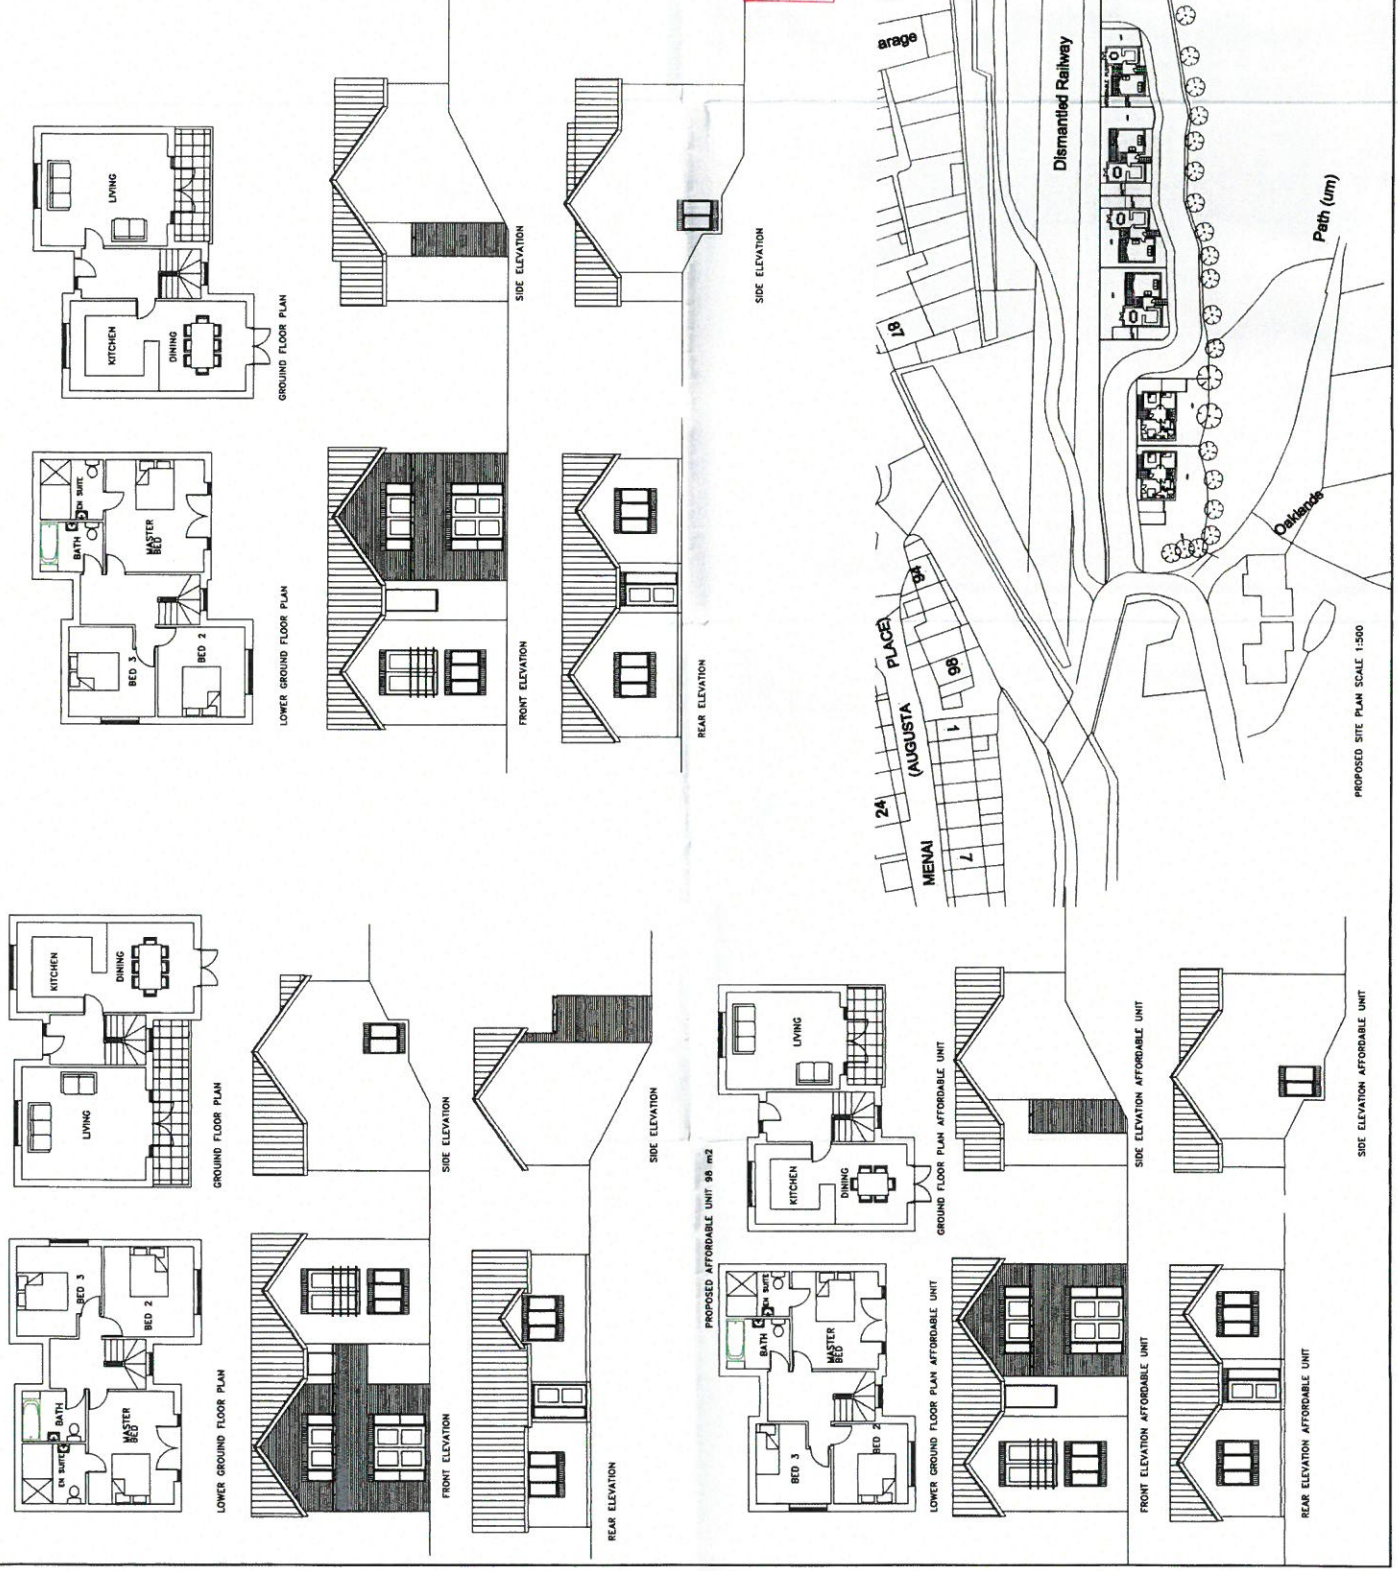 LIVING
KITCHEN
DINING
GROUIND FLOOR PLAN
EN SUITE
BATH
MASTER
BED
BED 3
BED 2
LOWER GROUIND FLOOR PLAN
SIDE ELEVATION
FRONT ELEVATION
SIDE ELEVATION
REAR ELEVATION
KITCHEN
DINING
LIVING
GROUIND FLOOR PLAN
BED 3
BED 2
BATH
EN SUITE
MASTER
BED
LOWER GROUIND FLOOR PLAN
SIDE ELEVATION
FRONT ELEVATION
SIDE ELEVATION
REAR ELEVATION
PROPOSED AFFORDABLE UNIT 98 m2
LIVING
KITCHEN
DINING
GROUND FLOOR PLAN AFFORDABLE UNIT
EN SUITE
BATH
MASTER
BED
BED 3
BED 2
LOWER GROUND FLOOR PLAN AFFORDABLE UNIT
SIDE ELEVATION AFFORDABLE UNIT
FRONT ELEVATION AFFORDABLE UNIT
SIDE ELEVATION AFFORDABLE UNIT
REAR ELEVATION AFFORDABLE UNIT
arage
87
Dismantled Railway
Path (um)
Oaklands
94
98
1
7
24
MENAI
(AUGUSTA PLACE)
PROPOSED SITE PLAN SCALE 1:500